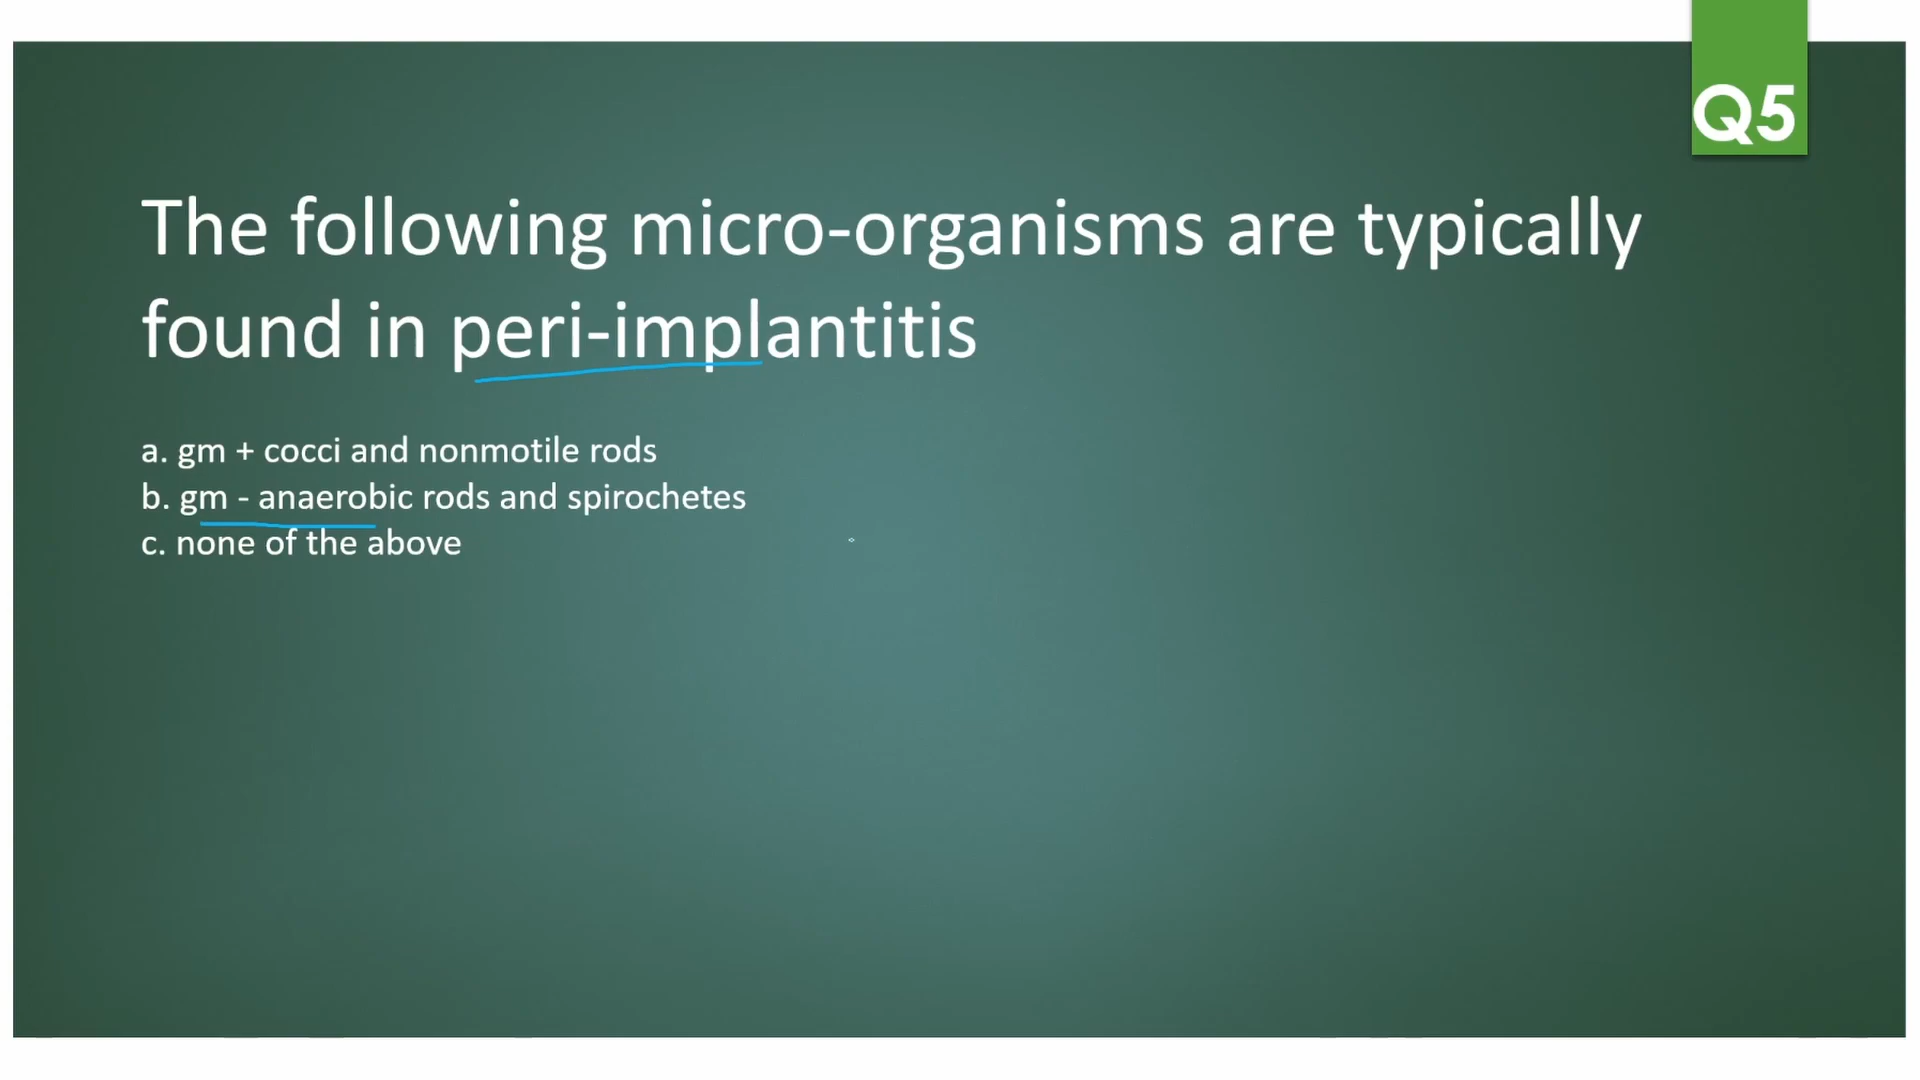 Q5
The following micro-organisms are typically
found in peri-implantitis
a. gm + cocci and nonmotile rods
b. gm - anaerobic rods and spirochetes
c. none of the above